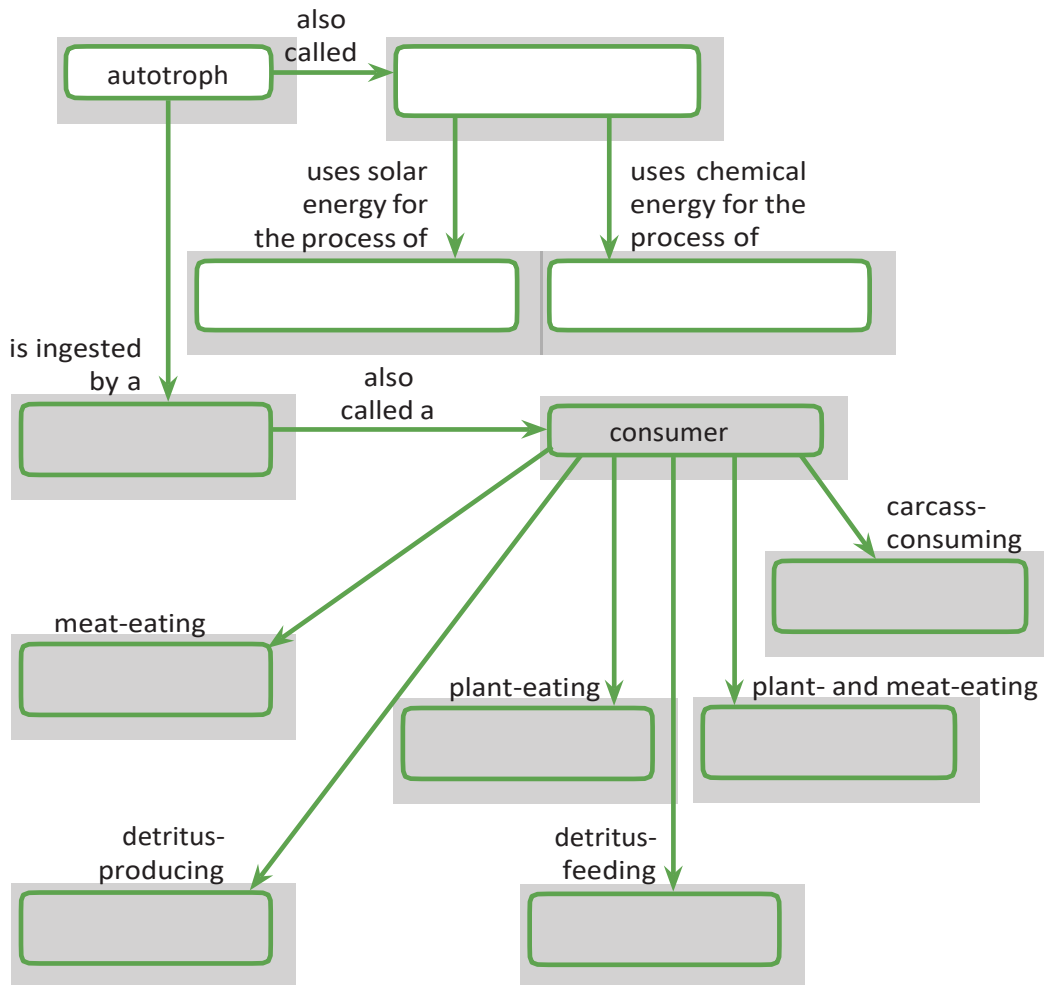 also
called
autotroph
uses solar
energy for
the process of
uses chemical
energy for the
process of
is ingested
by a
also
called a
consumer
carcass-
consuming
meat-eating
plant-eating
plant- and meat-eating
detritus-
producing
detritus-
feeding